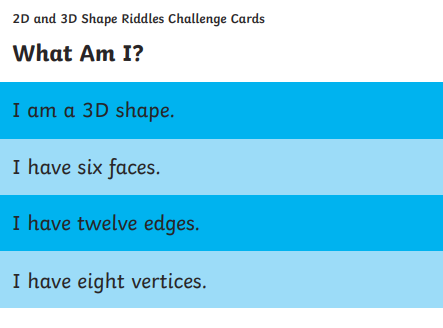 2D and 3D Shape Riddles Challenge Cards
What Am I?
I am a 3D shape.
I have six faces.
I have twelve edges.
I have eight vertices.